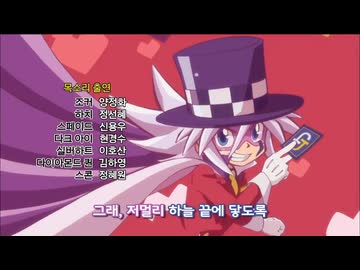 목소리 출연
조커 양정화
하치 정선혜
스페이드 신용우
다크 아이 현경수
실버하트 이호산
다이아몬드 퀸 김하영
스콘 정혜원
그래, 저멀리 하늘 끝에 닿도록